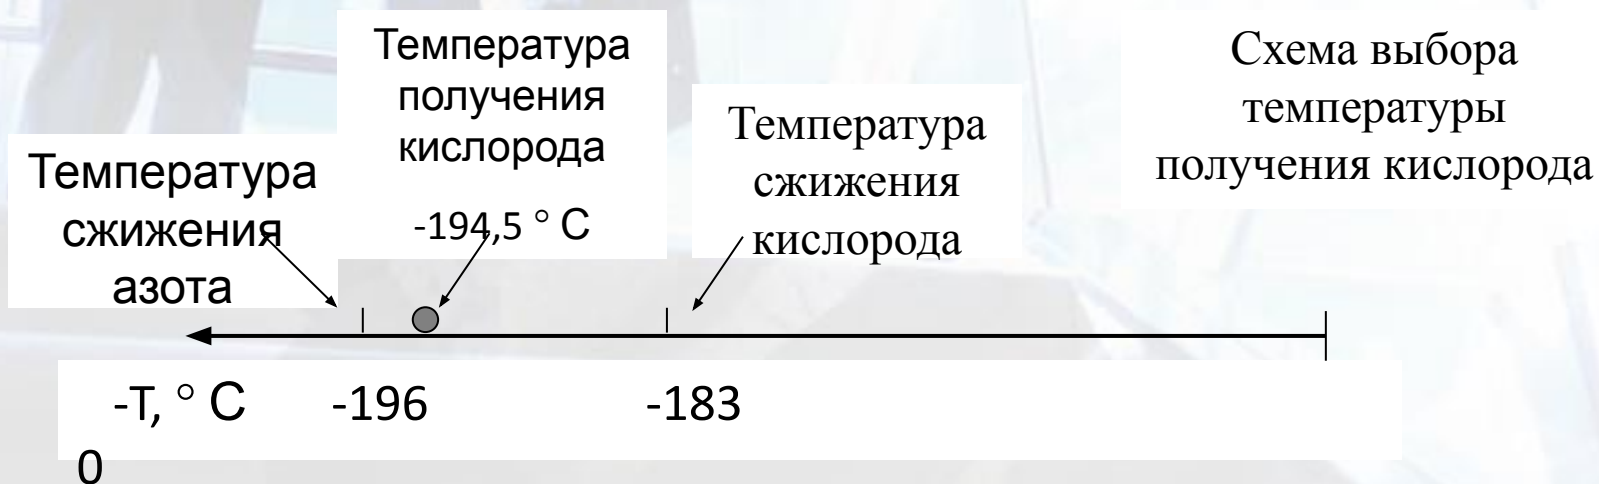 Температура
сжижения
азота
Температура
получения
кислорода
-194,5 ° С
Температура
сжижения
кислорода
Схема выбора
температуры
получения кислорода
-Т, ° С -196 -183
0